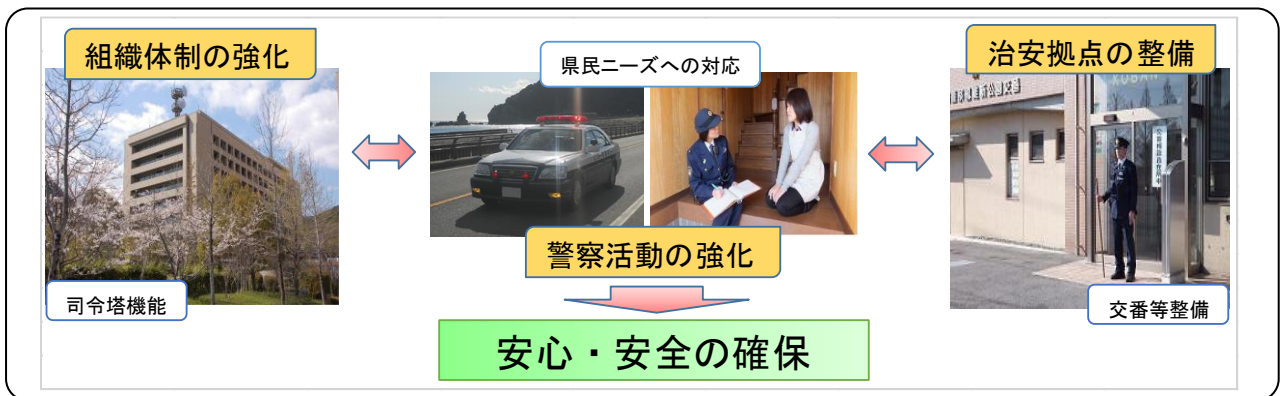 組織体制の強化
司令塔機能
県民ニーズへの対応
警察活動の強化
治安拠点の整備
KOBAN
交番等整備
安心・安全の確保